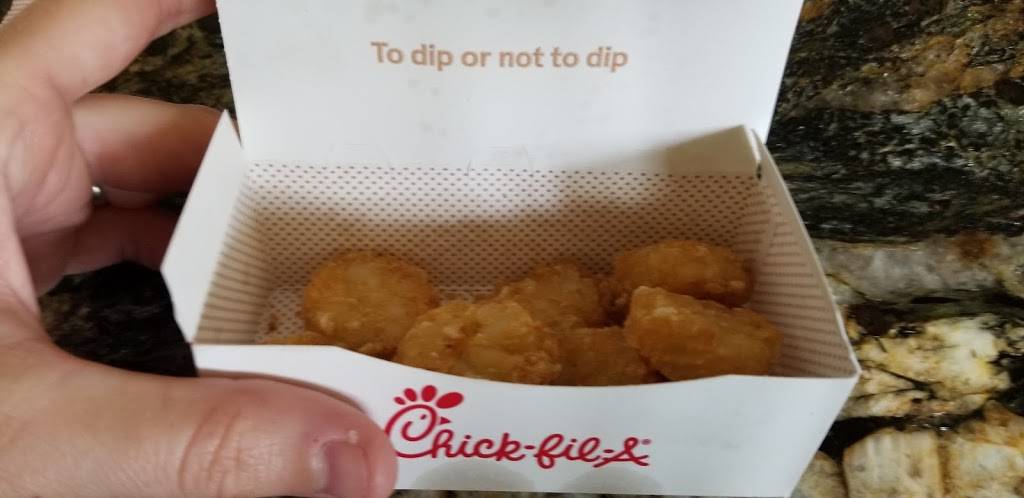 To dip or not to dip
Chick-fil-A®